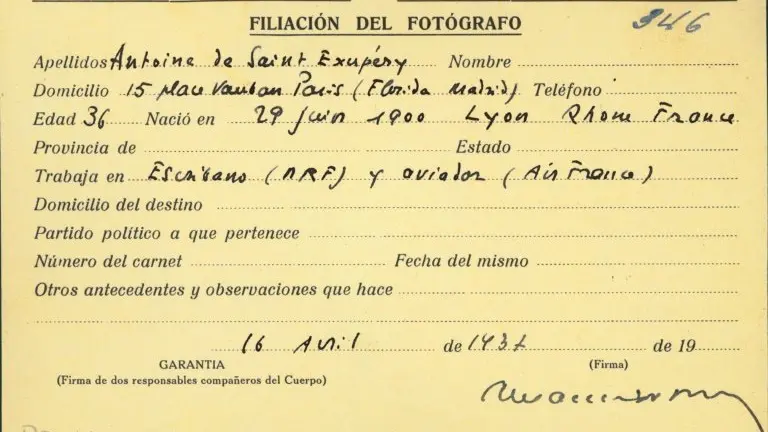 FILIACIÓN DEL FOTÓGRAFO 346
Apellidos Antoine de Saint Exupéry Nombre
Domicilio 15 place Vauban Paris (Florida Madrid) Teléfono
Edad 36 Nació en 29 juin 1900 Lyon Rhone France
Provincia de Estado
Trabaja en Escribano (NRF) y aviador (Air France)
Domicilio del destino
Partido político a que pertenece
Número del carnet Fecha del mismo
Otros antecedentes y observaciones que hace
16 Avril de 1937 de 19
GARANTIA (Firma)
(Firma de dos responsables compañeros del Cuerpo)